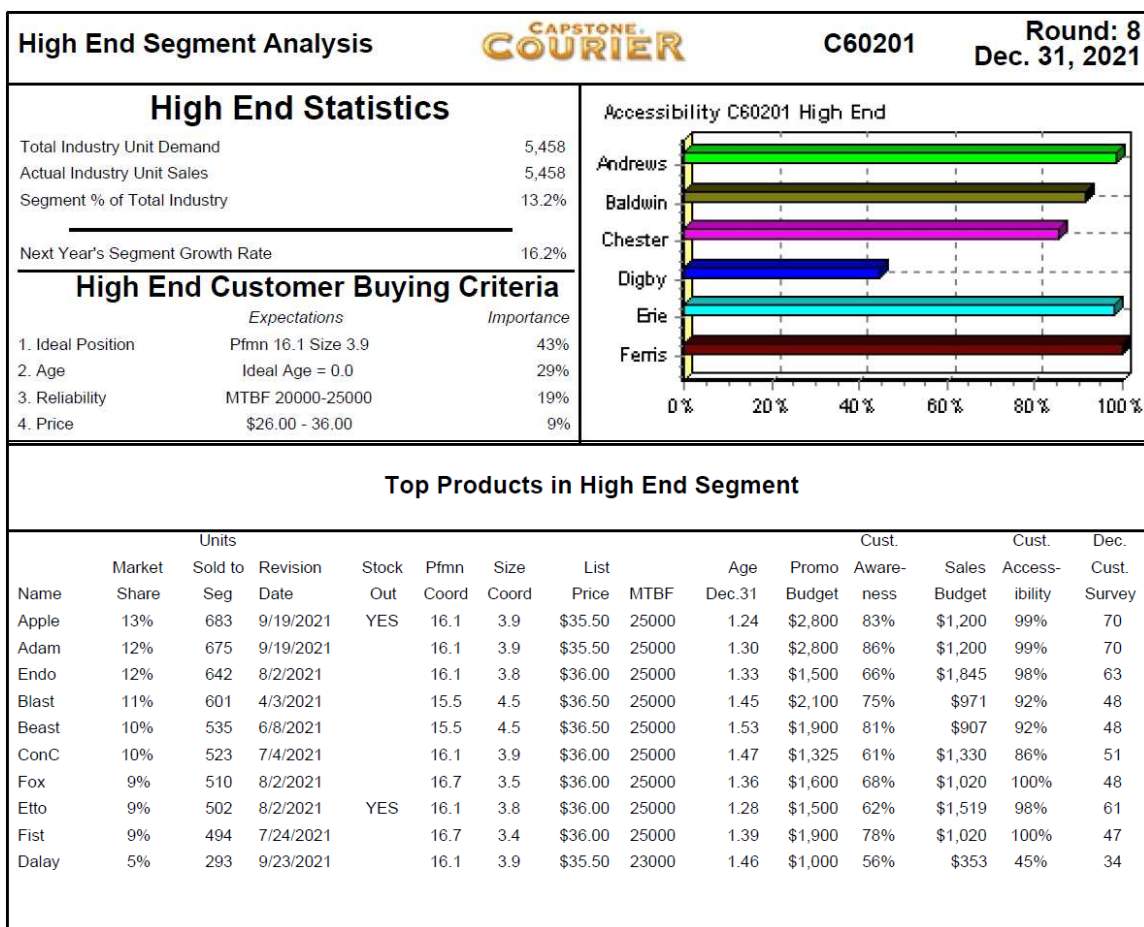 High End Segment Analysis
CAPSTONE
COURIER
C60201
Round: 8
Dec. 31, 2021
High End Statistics
Total Industry Unit Demand 5,458
Actual Industry Unit Sales 5,458
Segment % of Total Industry 13.2%
Next Year's Segment Growth Rate 16.2%
High End Customer Buying Criteria
Expectations Importance
1. Ideal Position Pfmn 16.1 Size 3.9 43%
2. Age Ideal Age = 0.0 29%
3. Reliability MTBF 20000-25000 19%
4. Price $26.00 - 36.00 9%
Accessibility C60201 High End
Andrews
Baldwin
Chester
Digby
Erie
Ferris
0% 20% 40% 60% 80% 100%
Top Products in High End Segment
Units Cust. Cust. Dec.
Market Sold to Revision Stock Pfmn Size List Age Promo Aware- Sales Access- Cust.
Name Share Seg Date Out Coord Coord Price MTBF Dec.31 Budget ness Budget ibility Survey
Apple 13% 683 9/19/2021 YES 16.1 3.9 $35.50 25000 1.24 $2,800 83% $1,200 99% 70
Adam 12% 675 9/19/2021 16.1 3.9 $35.50 25000 1.30 $2,800 86% $1,200 99% 70
Endo 12% 642 8/2/2021 16.1 3.8 $36.00 25000 1.33 $1,500 66% $1,845 98% 63
Blast 11% 601 4/3/2021 15.5 4.5 $36.50 25000 1.45 $2,100 75% $971 92% 48
Beast 10% 535 6/8/2021 15.5 4.5 $36.50 25000 1.53 $1,900 81% $907 92% 48
ConC 10% 523 7/4/2021 16.1 3.9 $36.00 25000 1.47 $1,325 61% $1,330 86% 51
Fox 9% 510 8/2/2021 16.7 3.5 $36.00 25000 1.36 $1,600 68% $1,020 100% 48
Etto 9% 502 8/2/2021 YES 16.1 3.8 $36.00 25000 1.28 $1,500 62% $1,519 98% 61
Fist 9% 494 7/24/2021 16.7 3.4 $36.00 25000 1.39 $1,900 78% $1,020 100% 47
Dalay 5% 293 9/23/2021 16.1 3.9 $35.50 23000 1.46 $1,000 56% $353 45% 34